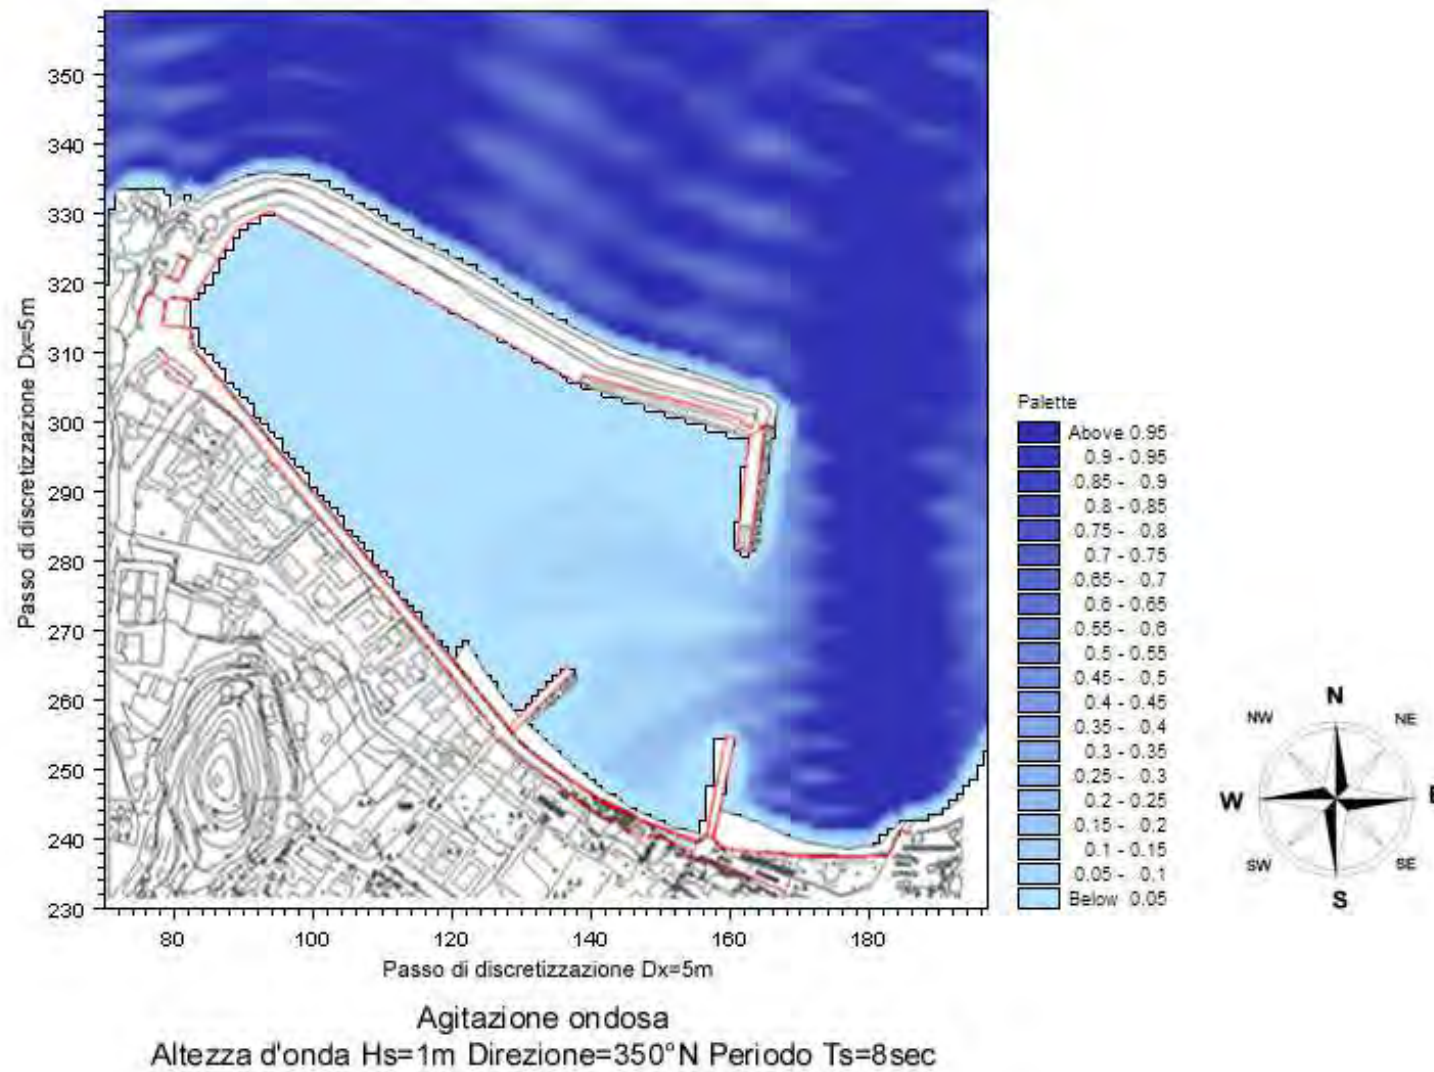 350
340
330
320
310
300
290
280
270
260
250
240
230
Passo di discretizzazione Dx=5m
80 100 120 140 160 180
Passo di discretizzazione Dx=5m
Palette
Above 0.95
0.9 - 0.95
0.85 - 0.9
0.8 - 0.85
0.75 - 0.8
0.7 - 0.75
0.65 - 0.7
0.6 - 0.65
0.55 - 0.6
0.5 - 0.55
0.45 - 0.5
0.4 - 0.45
0.35 - 0.4
0.3 - 0.35
0.25 - 0.3
0.2 - 0.25
0.15 - 0.2
0.1 - 0.15
0.05 - 0.1
Below 0.05
N
NW NE
W E
SW SE
S
Agitazione ondosa
Altezza d'onda Hs=1m Direzione=350°N Periodo Ts=8sec